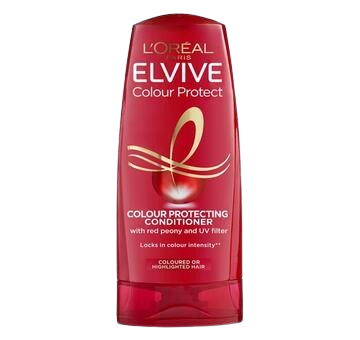 L'ORÉAL
PARIS
ELVIVE
Colour Protect
COLOUR PROTECTING
CONDITIONER
with red peony and UV filter
Locks in colour intensity**
COLOURED OR
HIGHLIGHTED HAIR